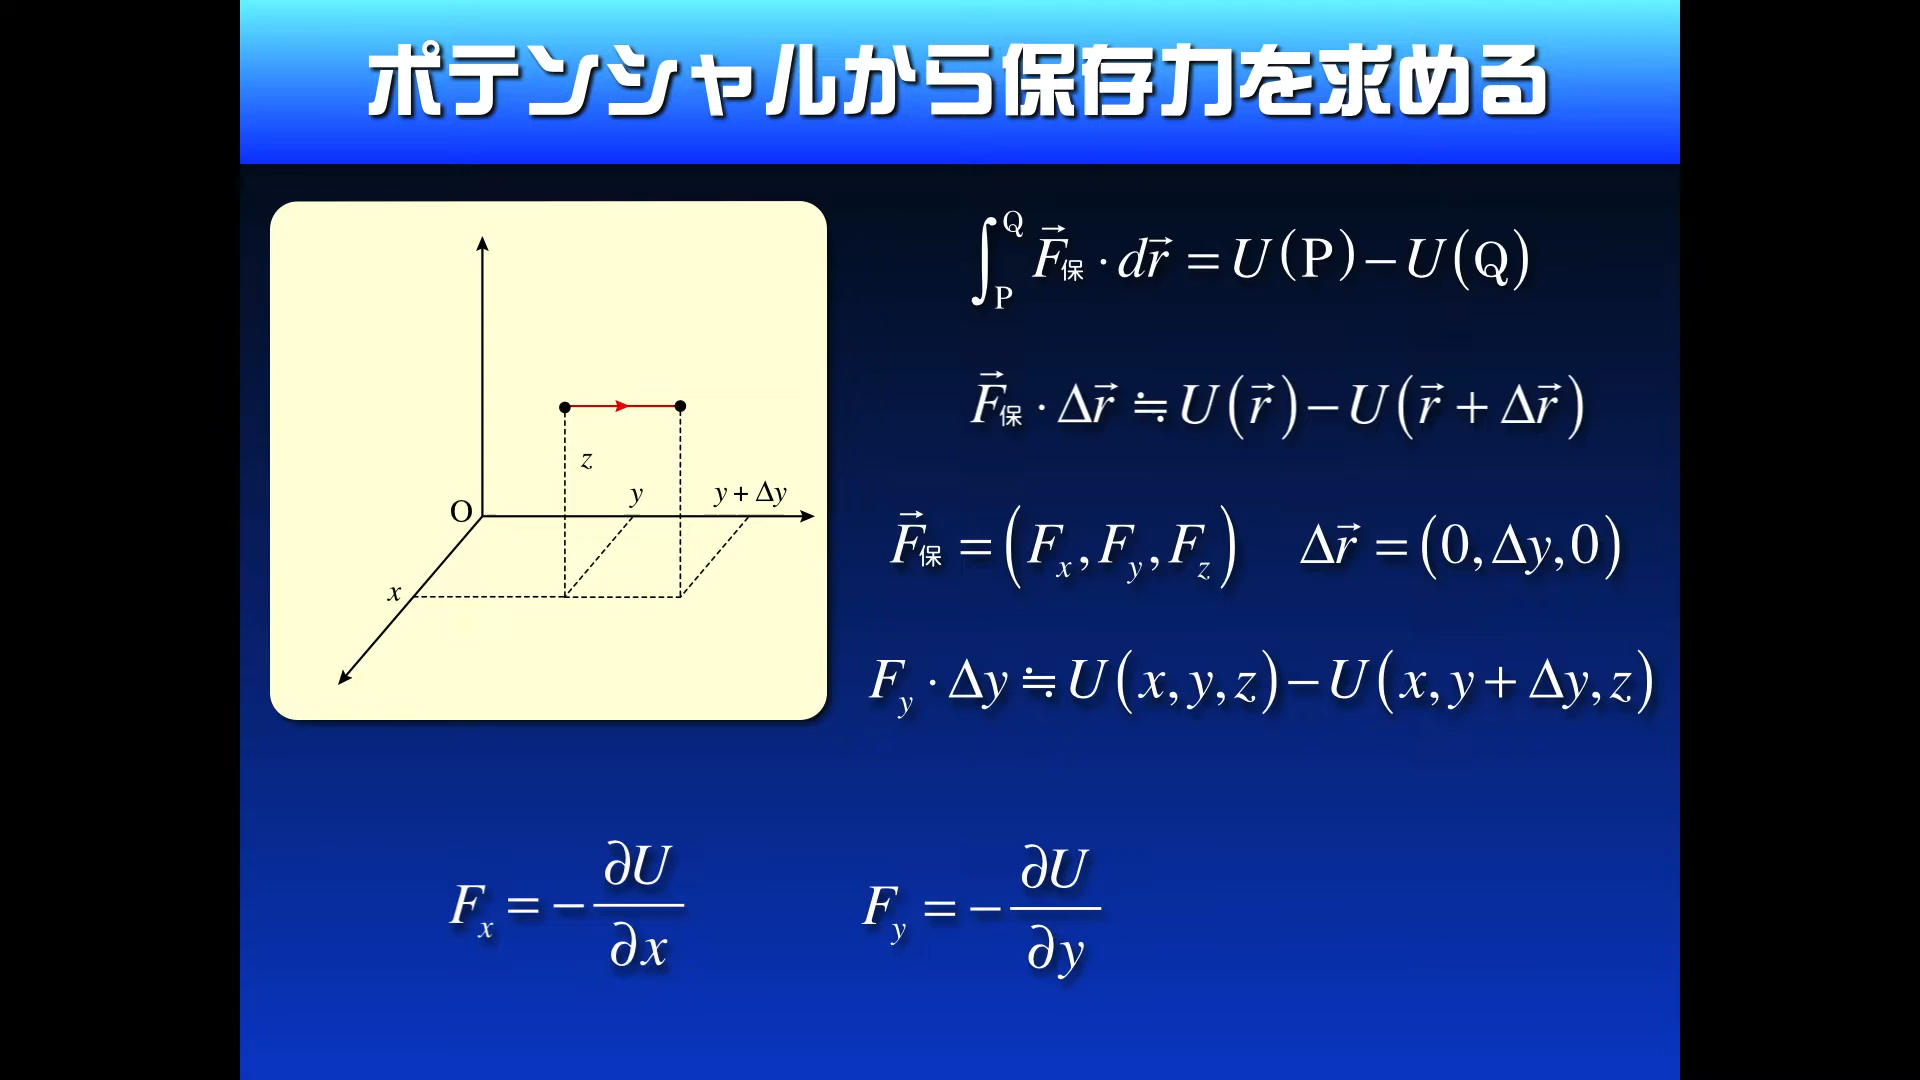 ポテンシャルから保存力を求める
z
y
y + Δy
O
x
∫_P^Q F⃗保 · dr⃗ = U(P) − U(Q)
F⃗保 · Δr⃗ ≒ U(r⃗) − U(r⃗ + Δr⃗)
F⃗保 = (F_x, F_y, F_z)  Δr⃗ = (0, Δy, 0)
F_y · Δy ≒ U(x, y, z) − U(x, y + Δy, z)
F_x = − ∂U/∂x  F_y = − ∂U/∂y